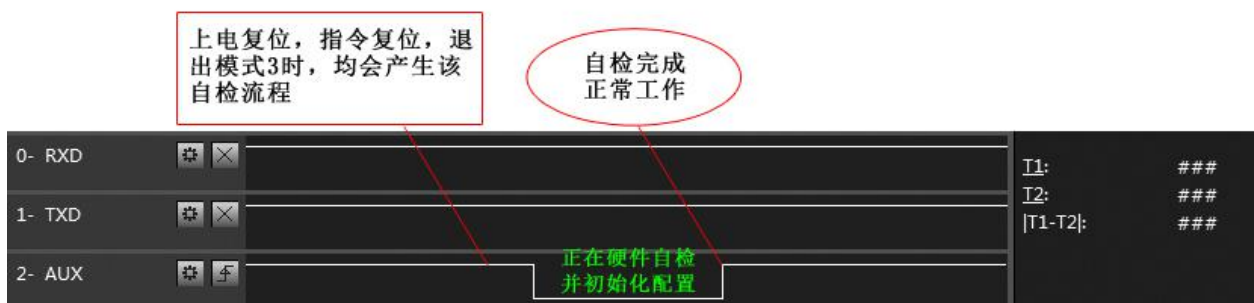 上电复位，指令复位，退
出模式3时，均会产生该
自检流程
自检完成
正常工作
0- RXD
T1: ###
T2: ###
1- TXD
|T1-T2|: ###
正在硬件自检
2- AUX
并初始化配置